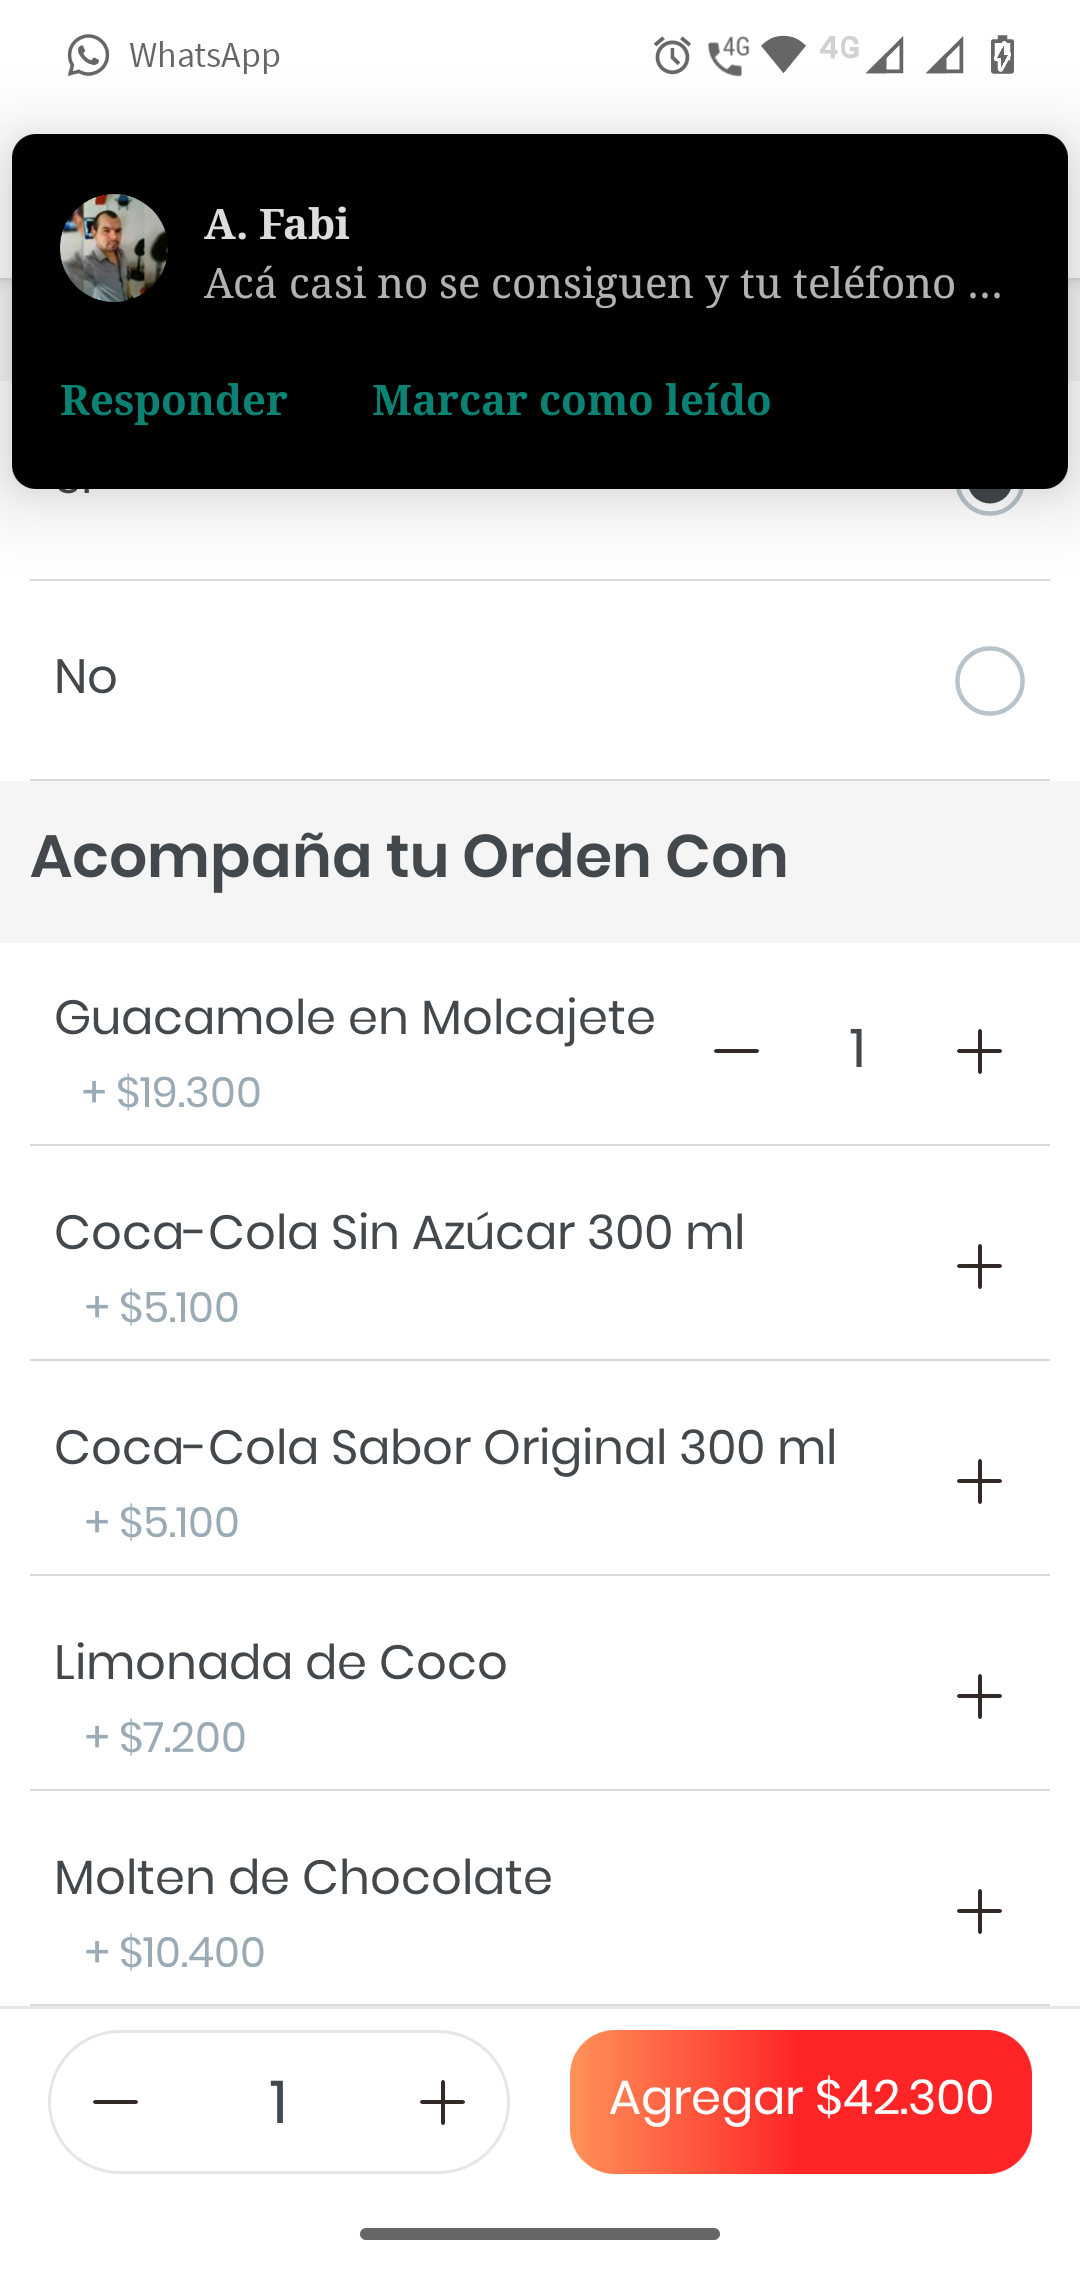 WhatsApp
4G
4G
A. Fabi
Acá casi no se consiguen y tu teléfono ...
Responder
Marcar como leído
No
Acompaña tu Orden Con
Guacamole en Molcajete
1
+ $19.300
Coca-Cola Sin Azúcar 300 ml
+ $5.100
Coca-Cola Sabor Original 300 ml
+ $5.100
Limonada de Coco
+ $7.200
Molten de Chocolate
+ $10.400
1
Agregar $42.300